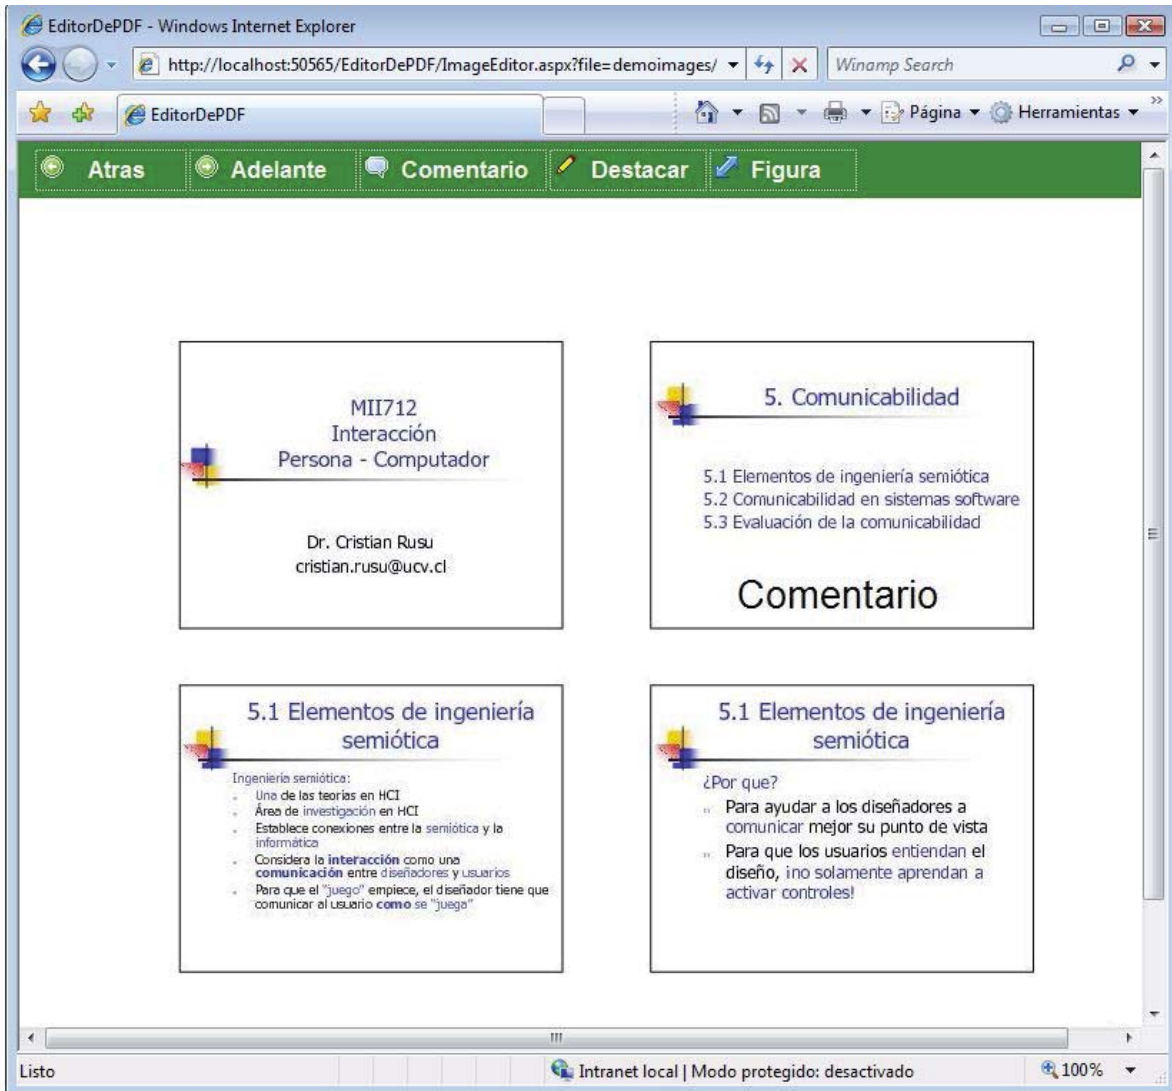 EditorDePDF - Windows Internet Explorer
http://localhost:50565/EditorDePDF/ImageEditor.aspx?file=demoimages/
Winamp Search
EditorDePDF
Página
Herramientas
Atras
Adelante
Comentario
Destacar
Figura
MII712
Interacción
Persona - Computador
Dr. Cristian Rusu
cristian.rusu@ucv.cl
5. Comunicabilidad
5.1 Elementos de ingeniería semiótica
5.2 Comunicabilidad en sistemas software
5.3 Evaluación de la comunicabilidad
Comentario
5.1 Elementos de ingeniería
semiótica
Ingeniería semiótica:
Una de las teorías en HCI
Área de investigación en HCI
Establece conexiones entre la semiótica y la
informática
Considera la interacción como una
comunicación entre diseñadores y usuarios
Para que el "juego" empiece, el diseñador tiene que
comunicar al usuario como se "juega"
5.1 Elementos de ingeniería
semiótica
¿Por que?
Para ayudar a los diseñadores a
comunicar mejor su punto de vista
Para que los usuarios entiendan el
diseño, ¡no solamente aprendan a
activar controles!
Listo
Intranet local | Modo protegido: desactivado
100%